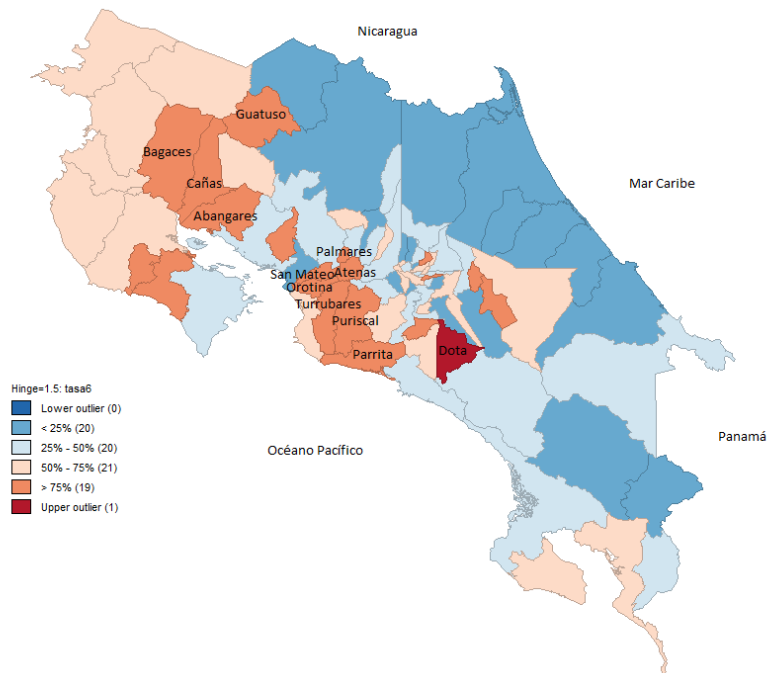 Nicaragua
Guatuso
Bagaces
Mar Caribe
Cañas
Abangares
Palmares
San Mateo
Atenas
Orotina
Turrubares
Puriscal
Parrita
Dota
Hinge=1.5: tasa6
Lower outlier (0)
< 25% (20)
25% - 50% (20)
50% - 75% (21)
> 75% (19)
Upper outlier (1)
Océano Pacífico
Panamá